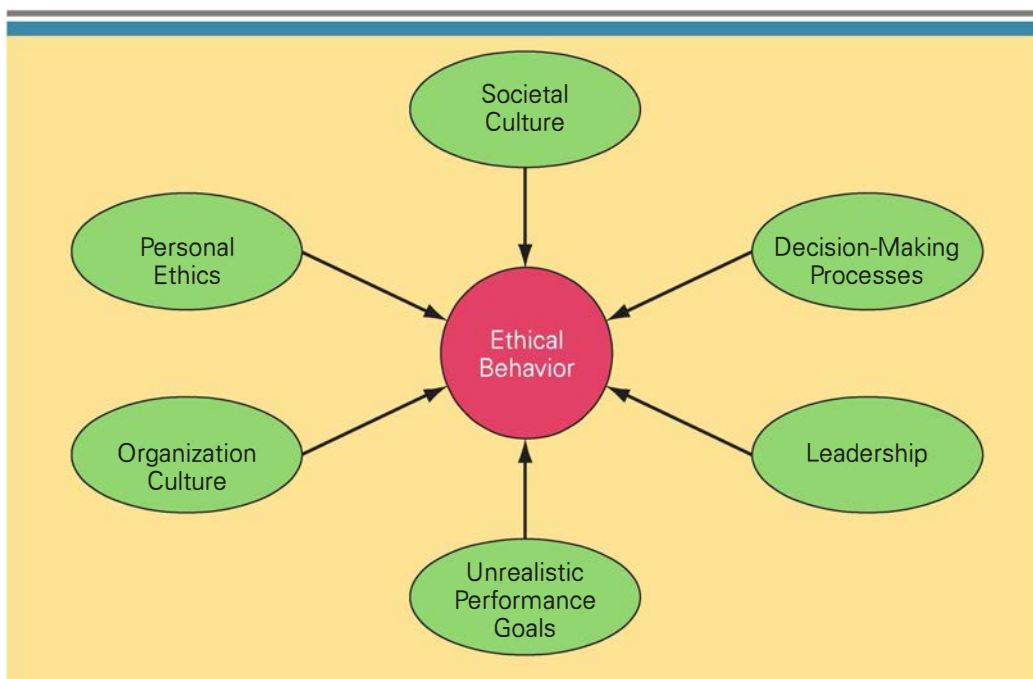 Societal
Culture
Personal
Ethics
Decision-Making
Processes
Ethical
Behavior
Organization
Culture
Leadership
Unrealistic
Performance
Goals